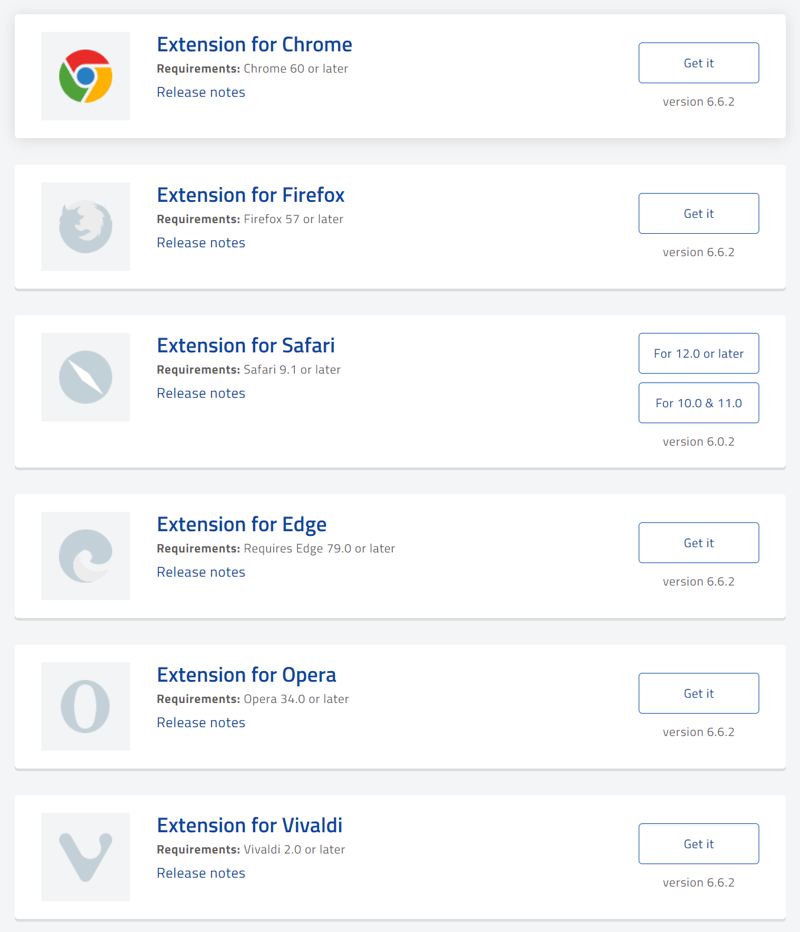 Extension for Chrome
Requirements: Chrome 60 or later
Release notes
Get it
version 6.6.2
Extension for Firefox
Requirements: Firefox 57 or later
Release notes
Get it
version 6.6.2
Extension for Safari
Requirements: Safari 9.1 or later
Release notes
For 12.0 or later
For 10.0 & 11.0
version 6.0.2
Extension for Edge
Requirements: Requires Edge 79.0 or later
Release notes
Get it
version 6.6.2
Extension for Opera
Requirements: Opera 34.0 or later
Release notes
Get it
version 6.6.2
Extension for Vivaldi
Requirements: Vivaldi 2.0 or later
Release notes
Get it
version 6.6.2